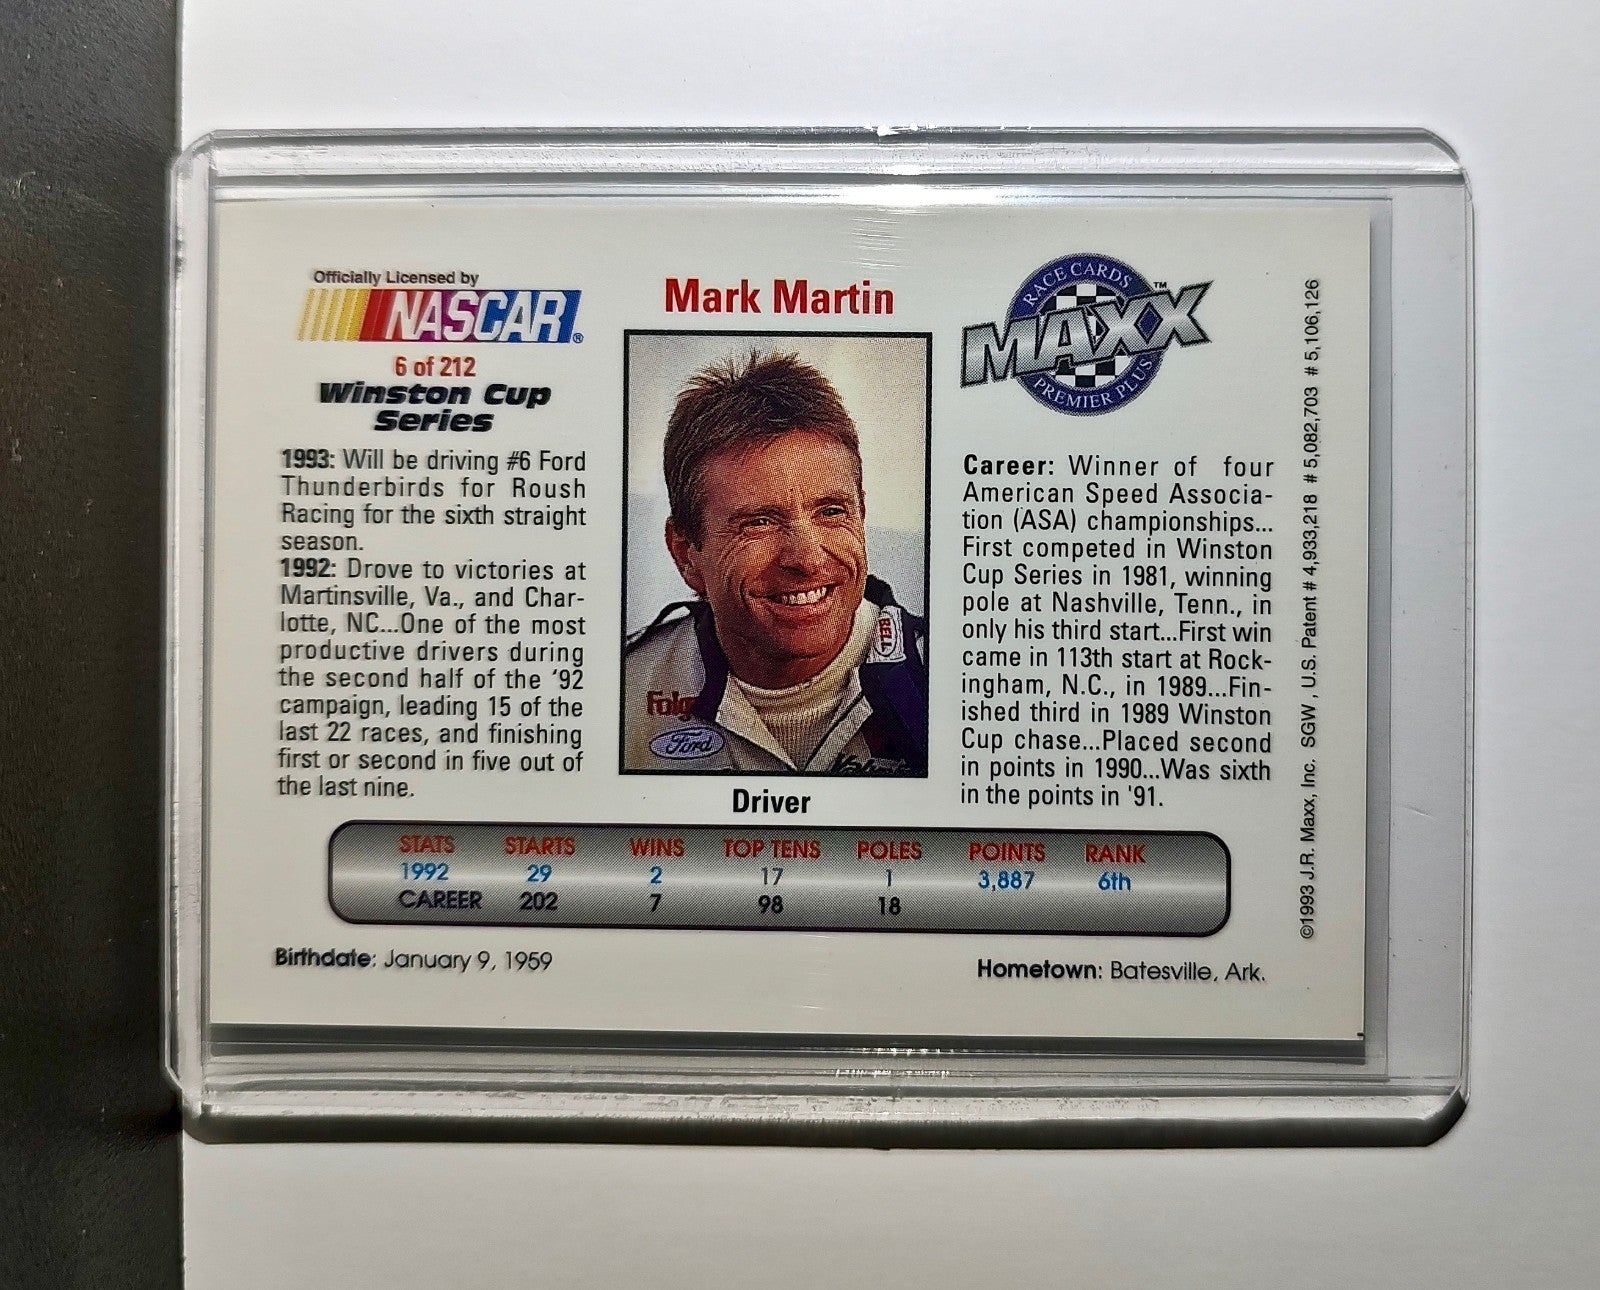 Officially Licensed by
NASCAR®
6 of 212
Winston Cup
Series
1993: Will be driving #6 Ford
Thunderbirds for Roush
Racing for the sixth straight
season.
1992: Drove to victories at
Martinsville, Va., and Char-
lotte, NC...One of the most
productive drivers during
the second half of the '92
campaign, leading 15 of the
last 22 races, and finishing
first or second in five out of
the last nine.
Mark Martin
BELL
Folg
Ford
Driver
RACE CARDS
MAXX™
PREMIER PLUS
Career: Winner of four
American Speed Associa-
tion (ASA) championships...
First competed in Winston
Cup Series in 1981, winning
pole at Nashville, Tenn., in
only his third start...First win
came in 113th start at Rock-
ingham, N.C., in 1989...Fin-
ished third in 1989 Winston
Cup chase...Placed second
in points in 1990...Was sixth
in the points in '91.
STATS STARTS WINS TOP TENS POLES POINTS RANK
1992 29 2 17 1 3,887 6th
CAREER 202 7 98 18
Birthdate: January 9, 1959
Hometown: Batesville, Ark.
©1993 J.R. Maxx, Inc. SGW , U.S. Patent # 4,933,218 # 5,082,703 # 5,106,126